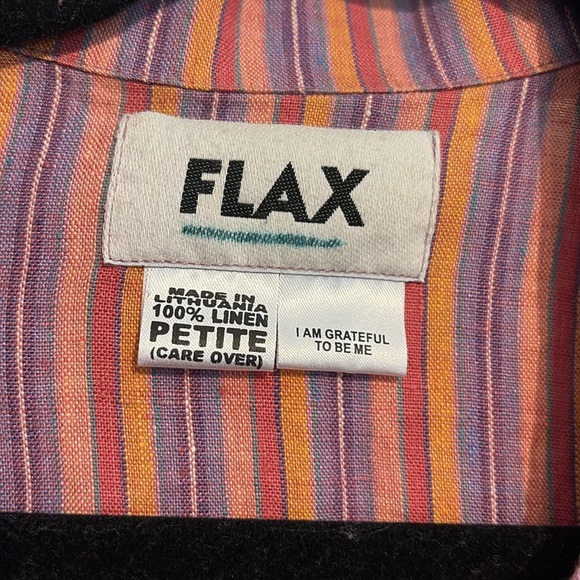 FLAX
MADE IN
LITHUANIA
100% LINEN
PETITE
(CARE OVER)
I AM GRATEFUL
TO BE ME